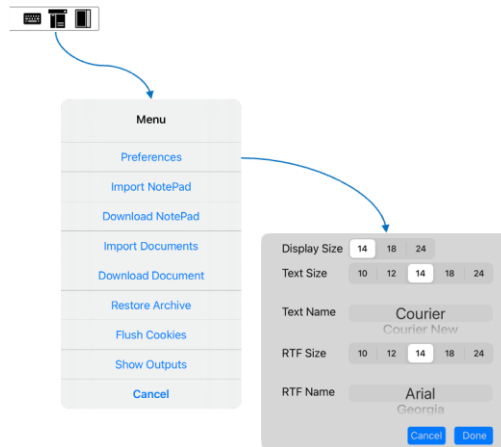 Menu
Preferences
Import NotePad
Download NotePad
Import Documents
Download Document
Restore Archive
Flush Cookies
Show Outputs
Cancel
Display Size 14 18 24
Text Size 10 12 14 18 24
Text Name Courier
Courier New
RTF Size 10 12 14 18 24
RTF Name Arial
Georgia
Cancel Done